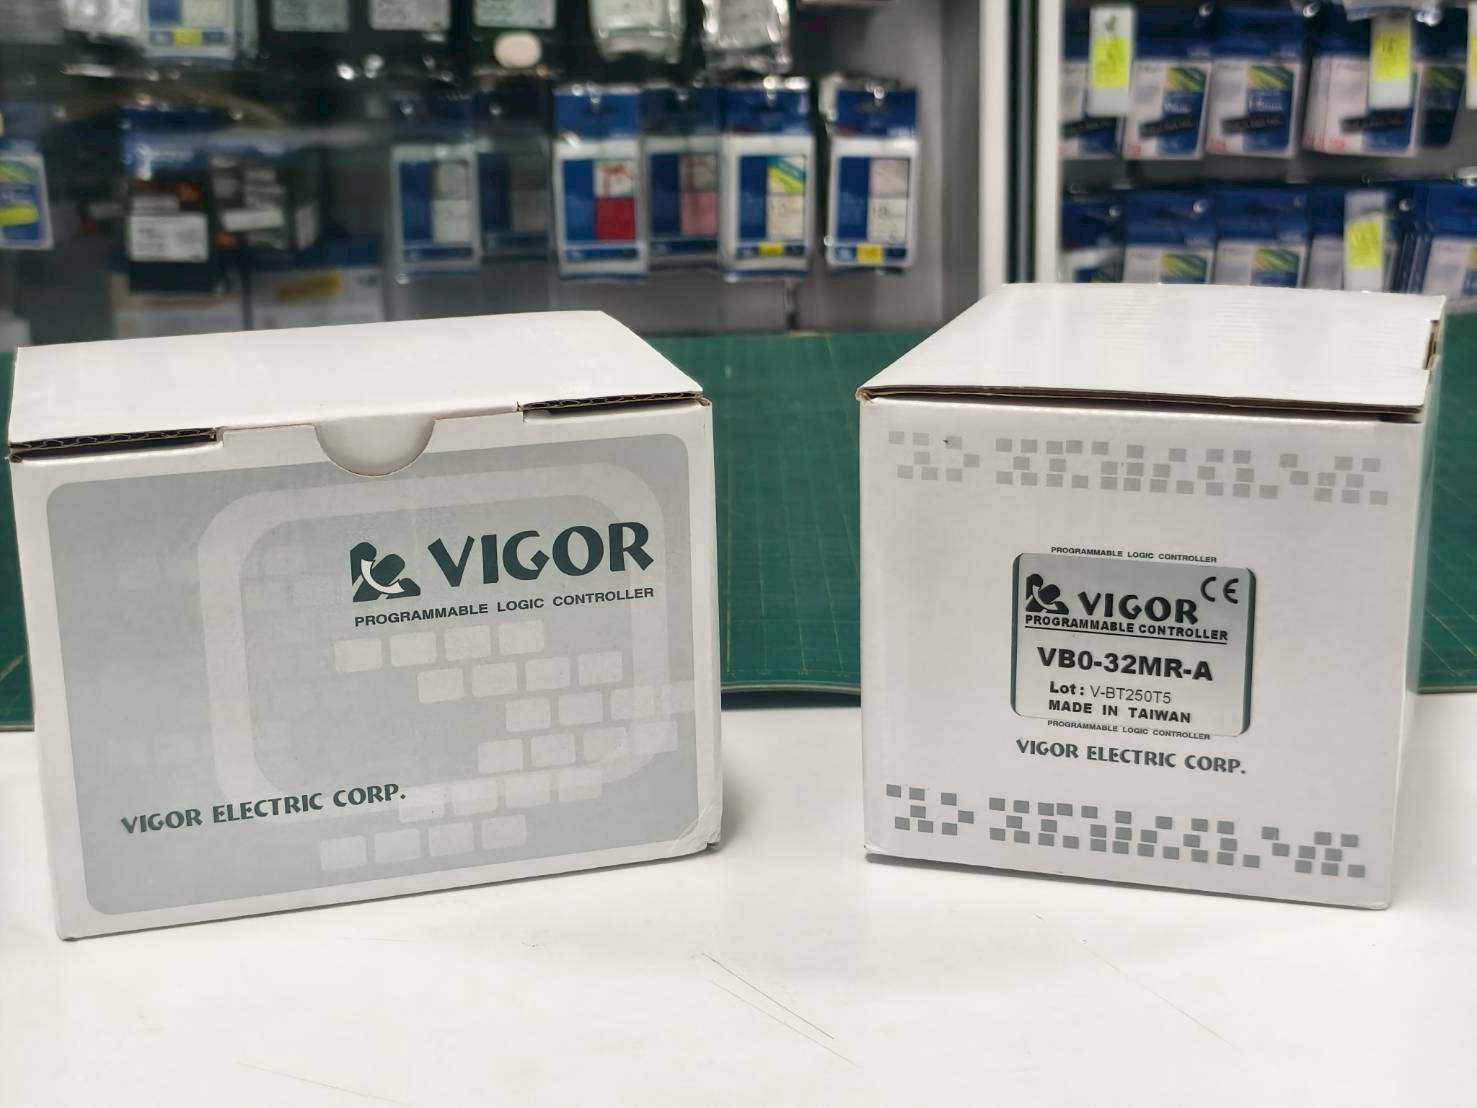 VIGOR
PROGRAMMABLE LOGIC CONTROLLER
VIGOR ELECTRIC CORP.
PROGRAMMABLE LOGIC CONTROLLER
CE
VIGOR
PROGRAMMABLE CONTROLLER
VB0-32MR-A
Lot : V-BT250T5
MADE IN TAIWAN
PROGRAMMABLE LOGIC CONTROLLER
VIGOR ELECTRIC CORP.